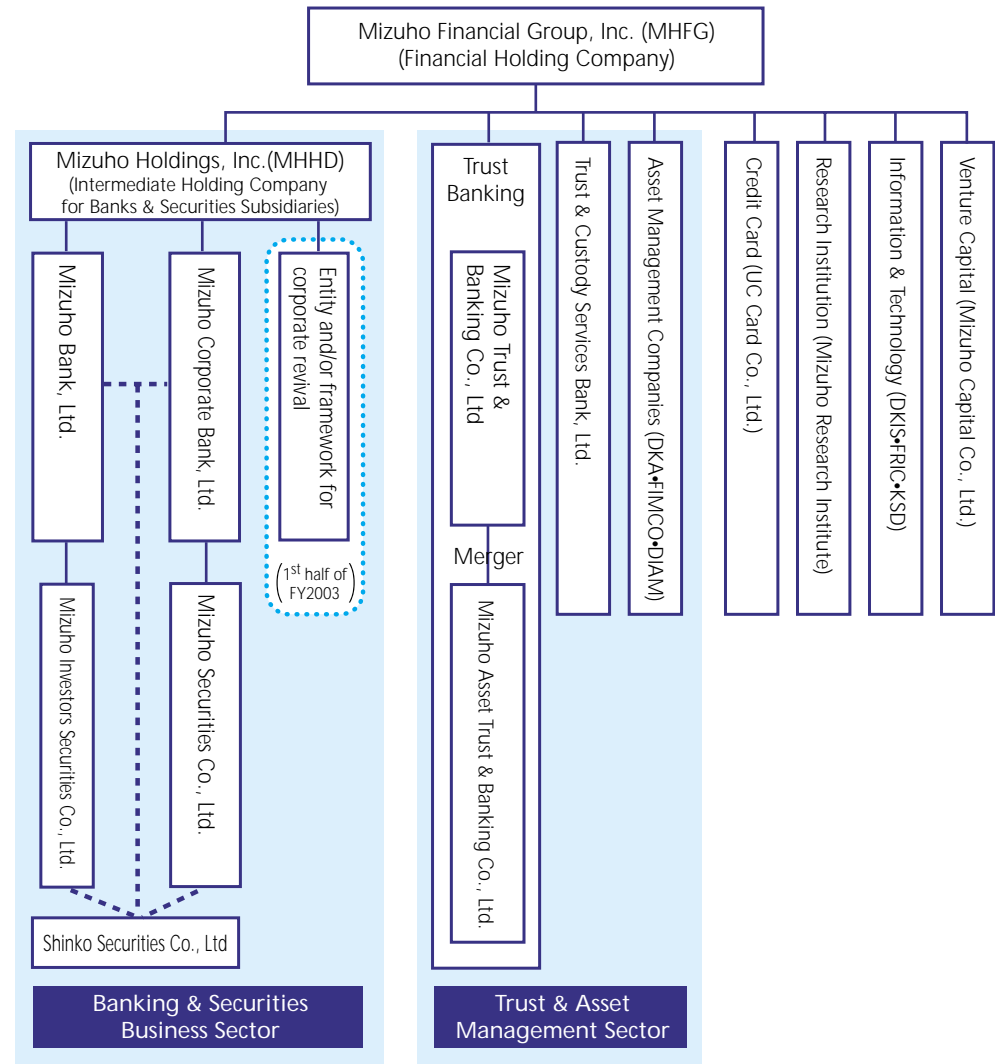 Mizuho Financial Group, Inc. (MHFG)
(Financial Holding Company)
Mizuho Holdings, Inc.(MHHD)
(Intermediate Holding Company
for Banks & Securities Subsidiaries)
Mizuho Bank, Ltd.
Mizuho Corporate Bank, Ltd.
Entity and/or framework for
corporate revival
(1st half of
FY2003)
Mizuho Investors Securities Co., Ltd.
Mizuho Securities Co., Ltd.
Shinko Securities Co., Ltd
Banking & Securities
Business Sector
Trust
Banking
Mizuho Trust &
Banking Co., Ltd
Merger
Mizuho Asset Trust & Banking Co., Ltd.
Trust & Custody Services Bank, Ltd.
Asset Management Companies (DKA•FIMCO•DIAM)
Trust & Asset
Management Sector
Credit Card (UC Card Co., Ltd.)
Research Institution (Mizuho Research Institute)
Information & Technology (DKIS•FRIC•KSD)
Venture Capital (Mizuho Capital Co., Ltd.)